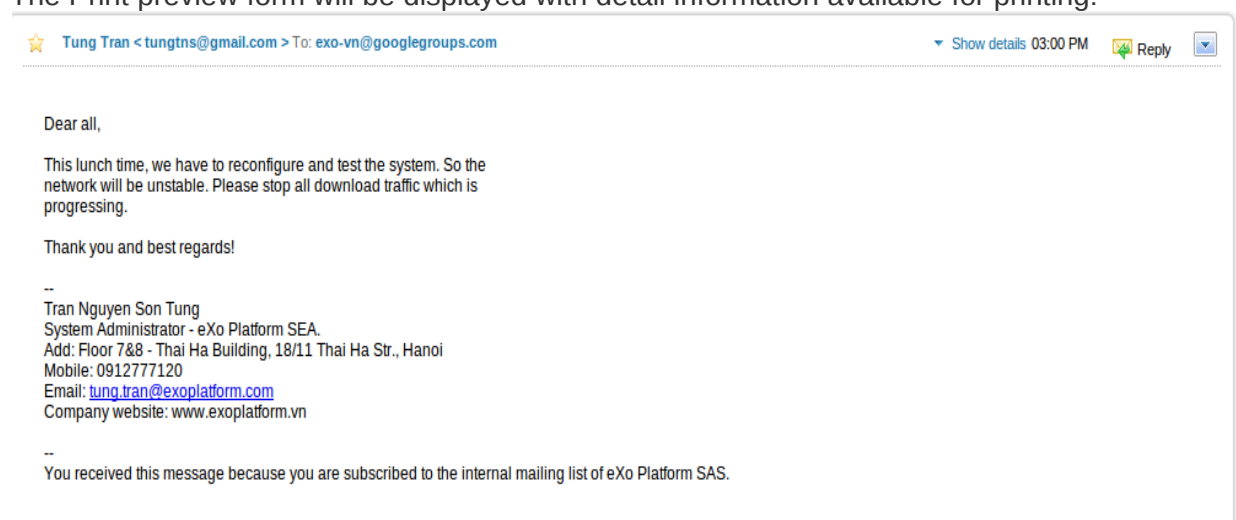 The Print preview form will be displayed with detail information available for printing.
Tung Tran < tungtns@gmail.com > To: exo-vn@googlegroups.com Show details 03:00 PM Reply
Dear all,
This lunch time, we have to reconfigure and test the system. So the
network will be unstable. Please stop all download traffic which is
progressing.
Thank you and best regards!
--
Tran Nguyen Son Tung
System Administrator - eXo Platform SEA.
Add: Floor 7&8 - Thai Ha Building, 18/11 Thai Ha Str., Hanoi
Mobile: 0912777120
Email: tung.tran@exoplatform.com
Company website: www.exoplatform.vn
--
You received this message because you are subscribed to the internal mailing list of eXo Platform SAS.